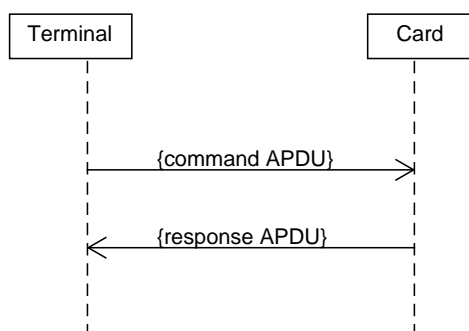 Terminal
Card
{command APDU}
{response APDU}